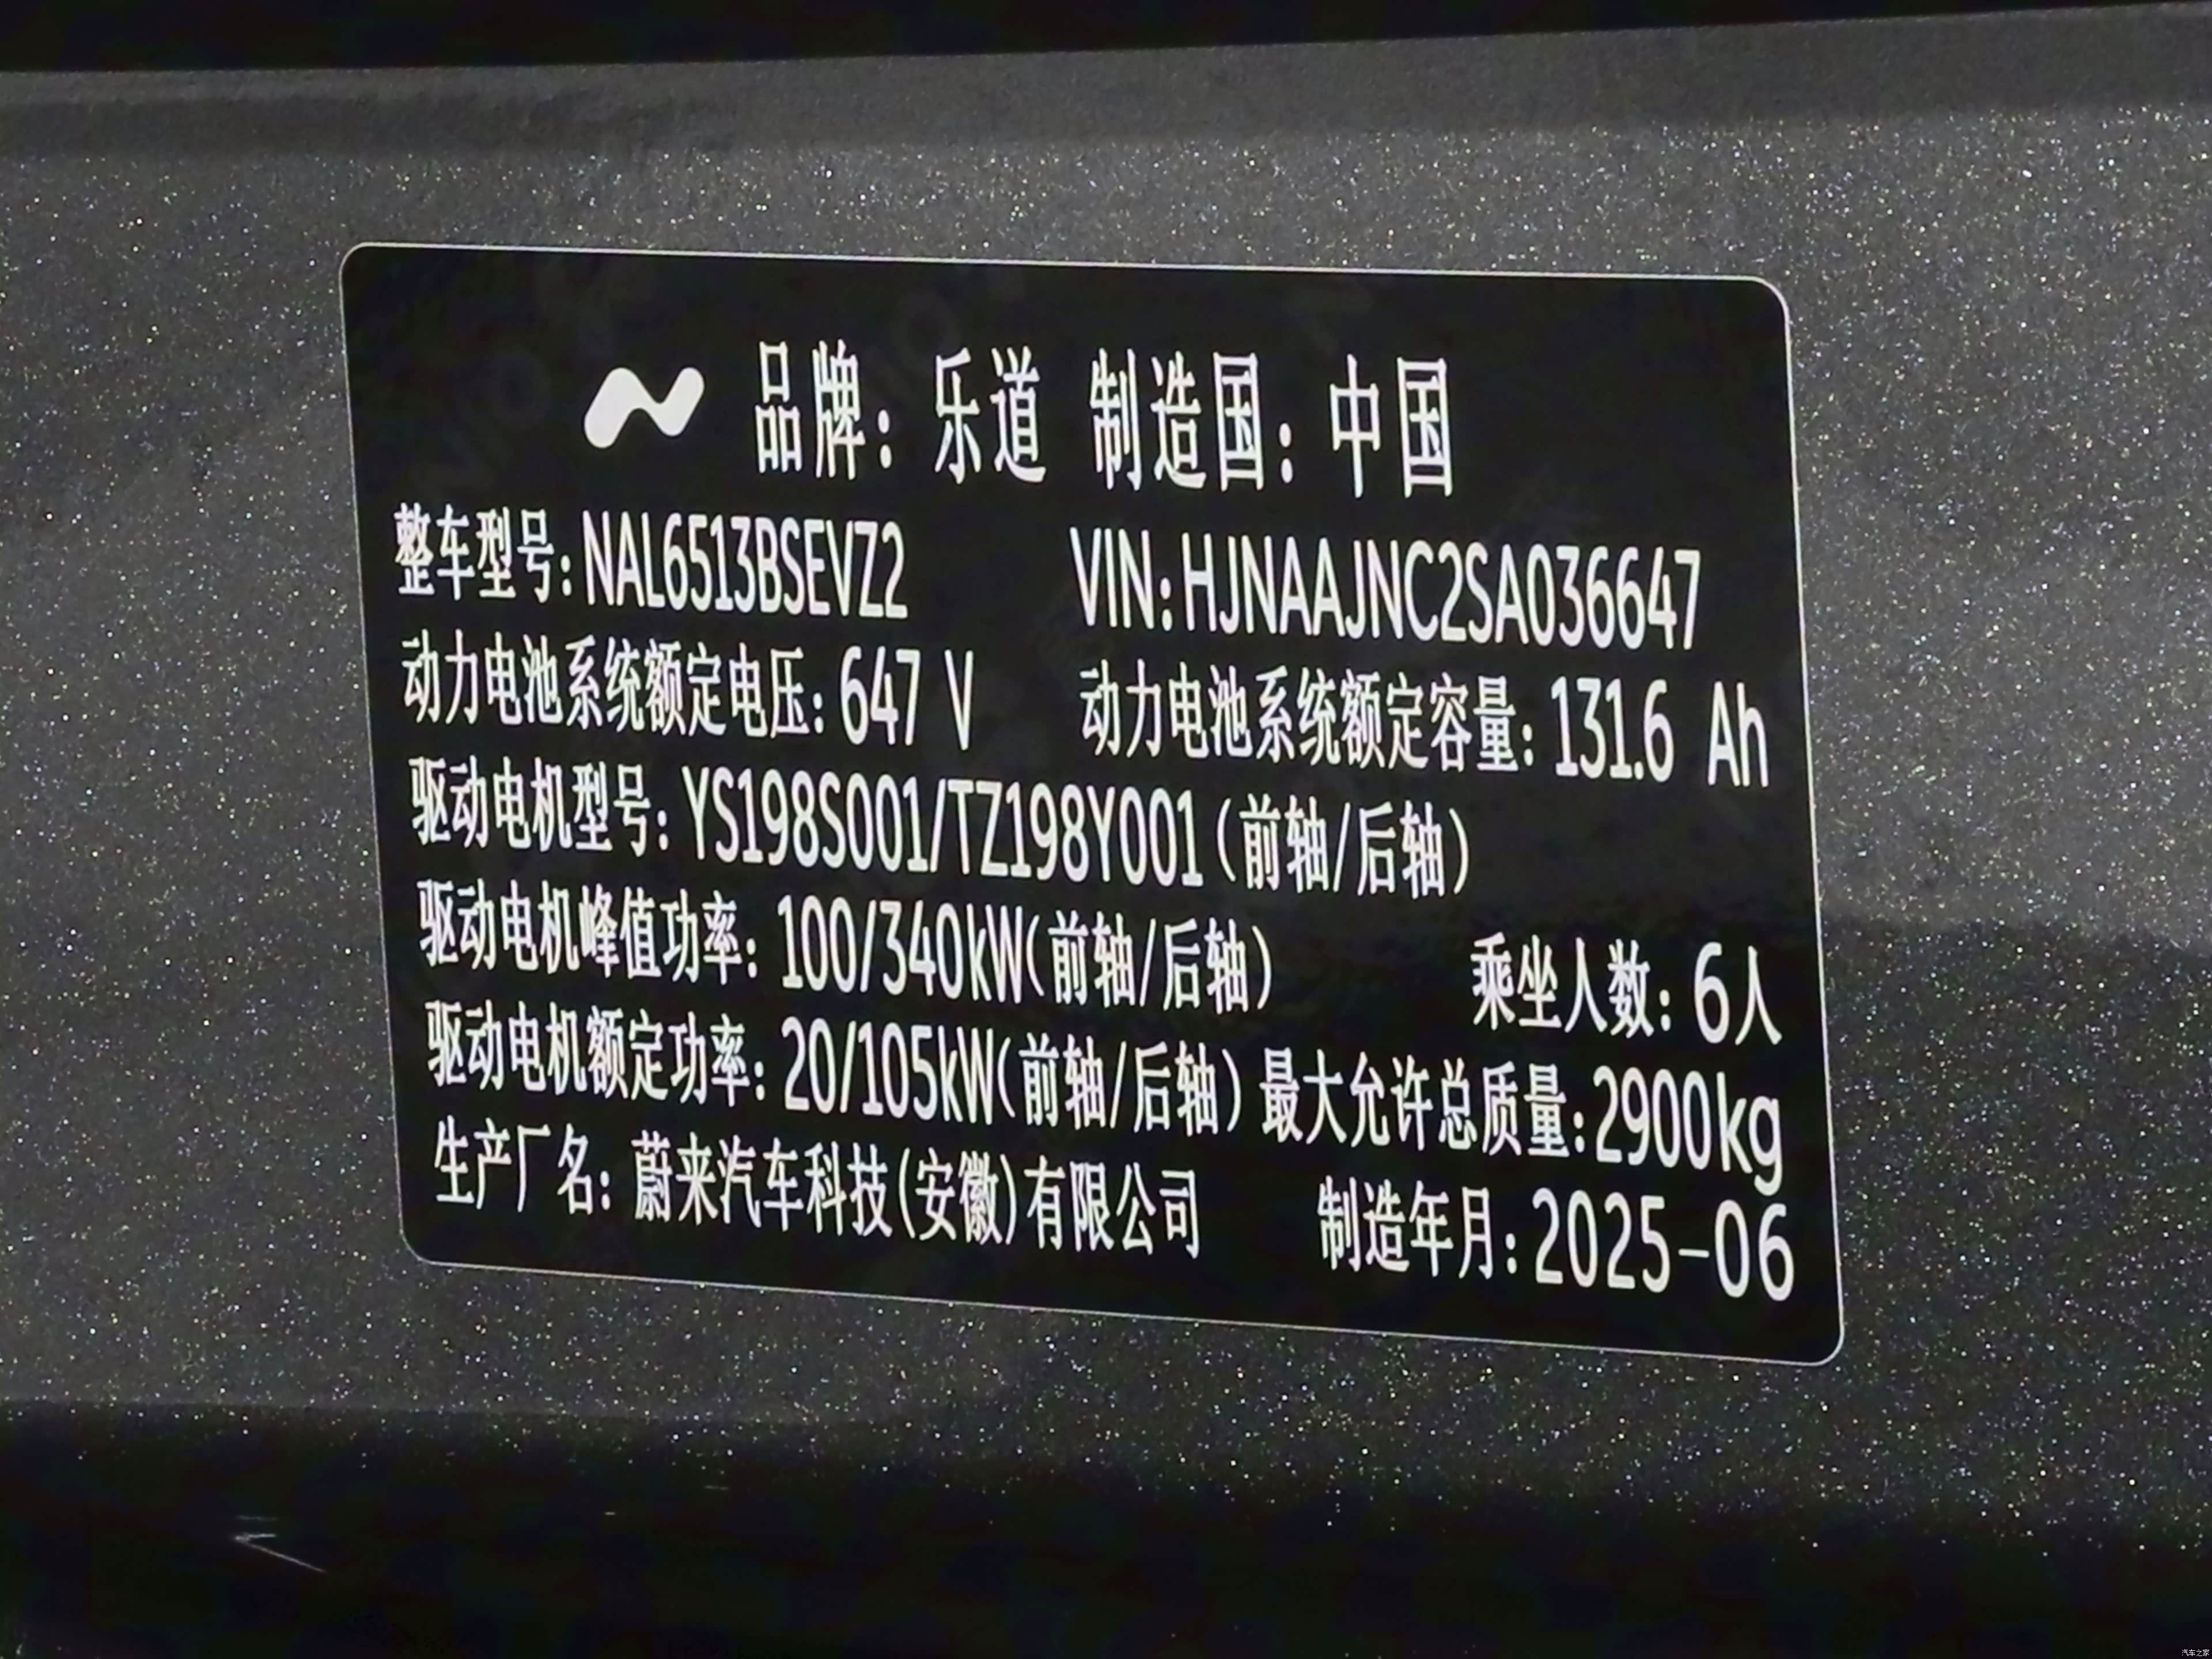 品牌：乐道 制造国：中国
整车型号：NAL6513BSEVZ2 VIN：HJNAAJNC2SA036647
动力电池系统额定电压：647 V 动力电池系统额定容量：131.6 Ah
驱动电机型号：YS198S001/TZ198Y001（前轴/后轴）
驱动电机峰值功率：100/340kW（前轴/后轴） 乘坐人数：6人
驱动电机额定功率：20/105kW（前轴/后轴）最大允许总质量：2900kg
生产厂名：蔚来汽车科技(安徽)有限公司 制造年月：2025-06
汽车之家